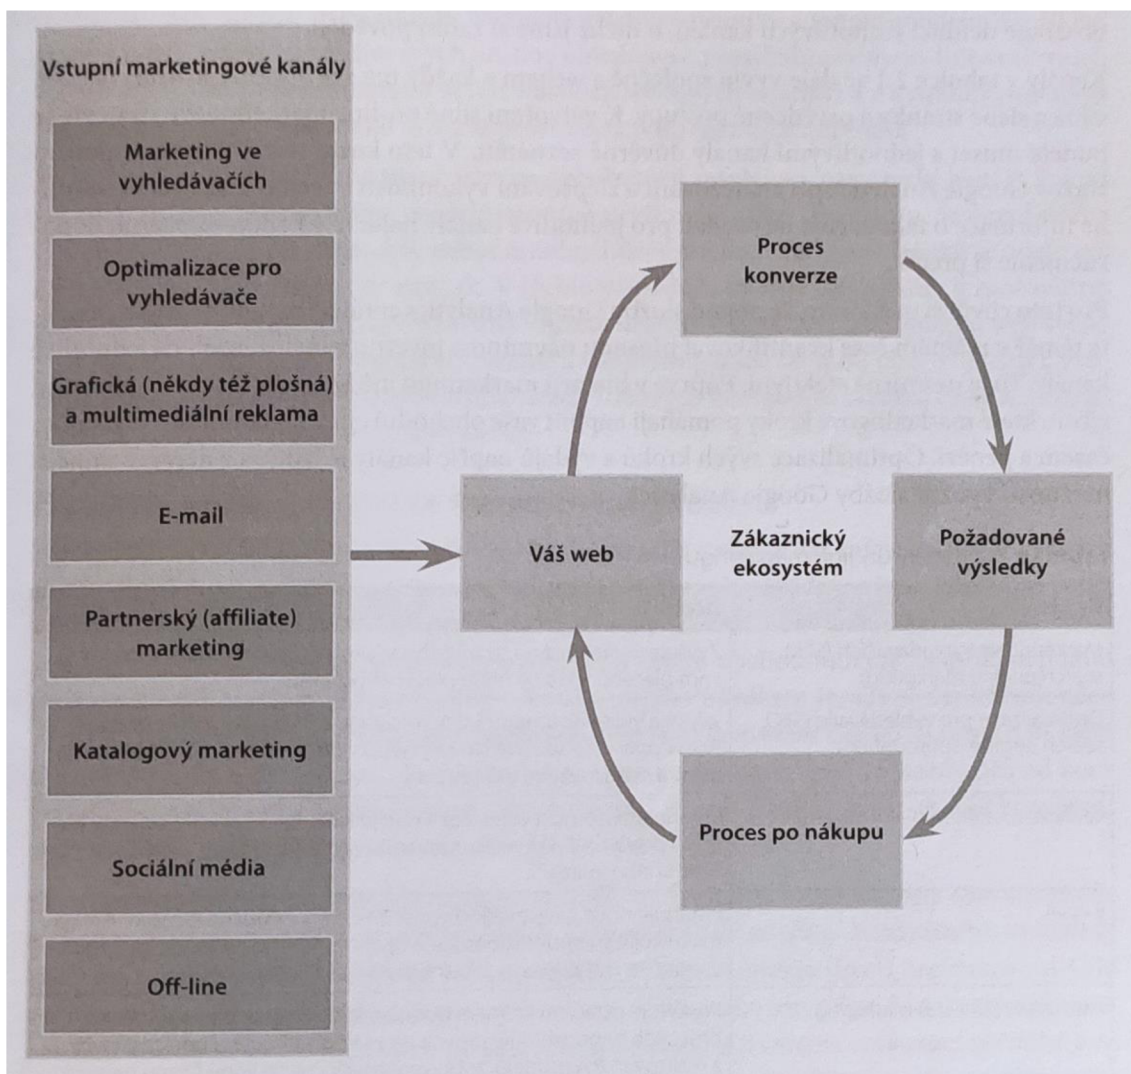 Vstupní marketingové kanály
Marketing ve
vyhledávačích
Optimalizace pro
vyhledávače
Grafická (někdy též plošná)
a multimediální reklama
E-mail
Partnerský (affiliate)
marketing
Katalogový marketing
Sociální média
Off-line
Váš web
Proces
konverze
Zákaznický
ekosystém
Požadované
výsledky
Proces po nákupu